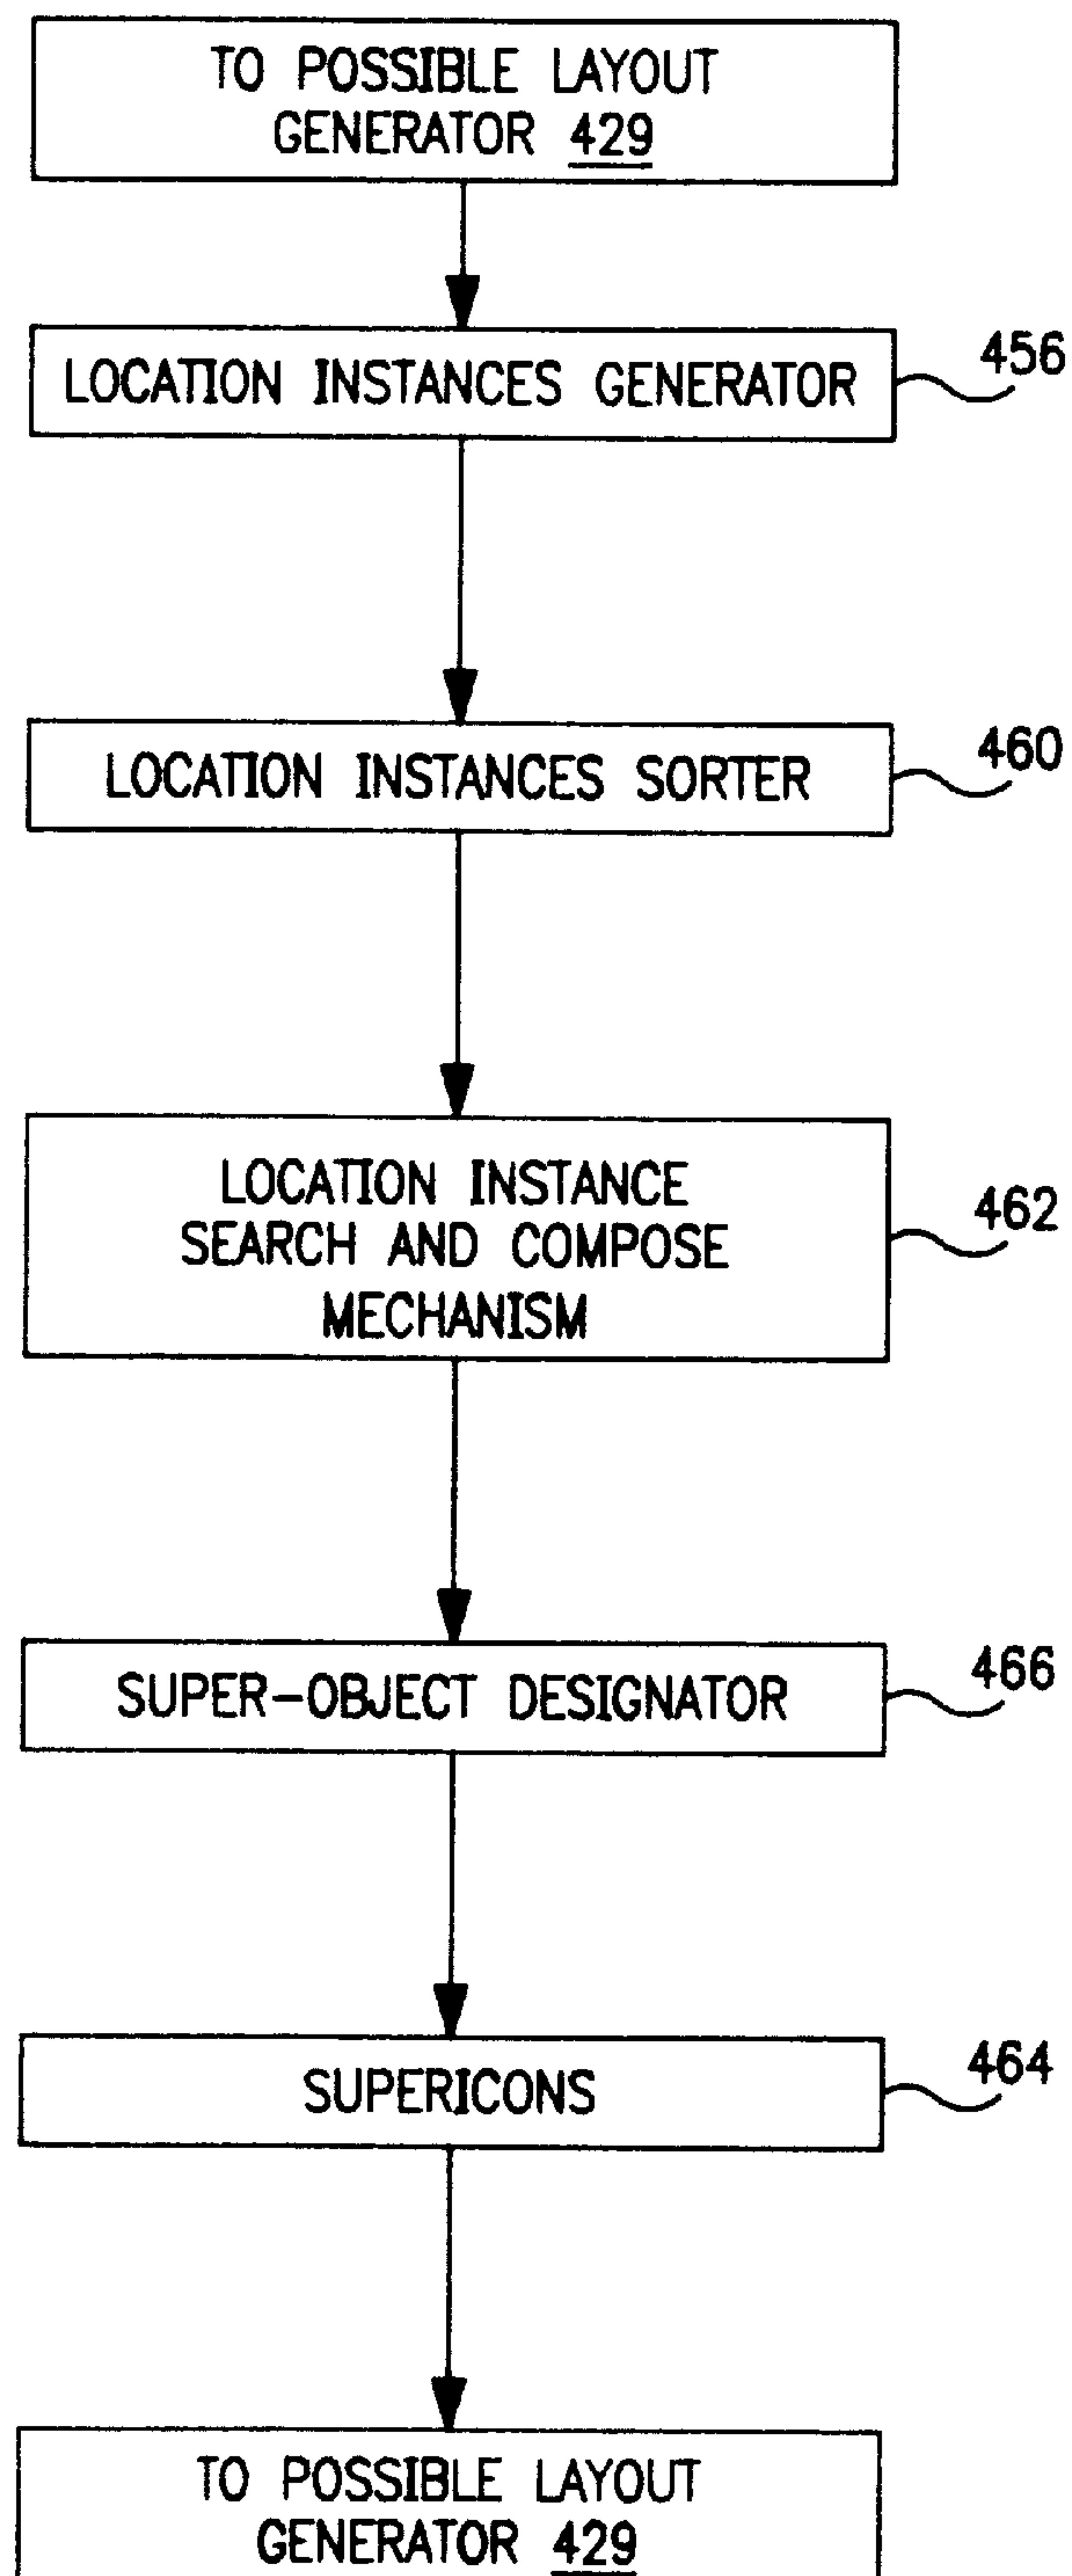 TO POSSIBLE LAYOUT
GENERATOR 429
LOCATION INSTANCES GENERATOR
456
LOCATION INSTANCES SORTER
460
LOCATION INSTANCE
SEARCH AND COMPOSE
MECHANISM
462
SUPER-OBJECT DESIGNATOR
466
SUPERICONS
464
TO POSSIBLE LAYOUT
GENERATOR 429